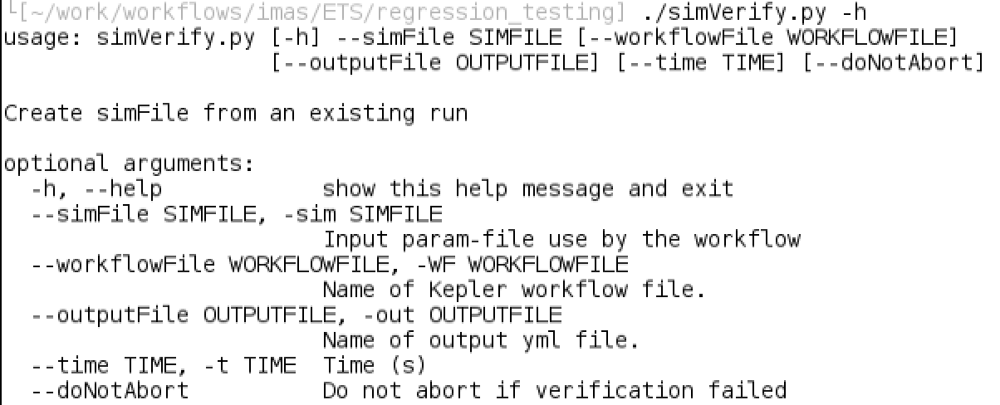 └[~/work/workflows/imas/ETS/regression_testing] ./simVerify.py -h
usage: simVerify.py [-h] --simFile SIMFILE [--workflowFile WORKFLOWFILE]
                    [--outputFile OUTPUTFILE] [--time TIME] [--doNotAbort]

Create simFile from an existing run

optional arguments:
  -h, --help            show this help message and exit
  --simFile SIMFILE, -sim SIMFILE
                        Input param-file use by the workflow
  --workflowFile WORKFLOWFILE, -WF WORKFLOWFILE
                        Name of Kepler workflow file.
  --outputFile OUTPUTFILE, -out OUTPUTFILE
                        Name of output yml file.
  --time TIME, -t TIME  Time (s)
  --doNotAbort          Do not abort if verification failed